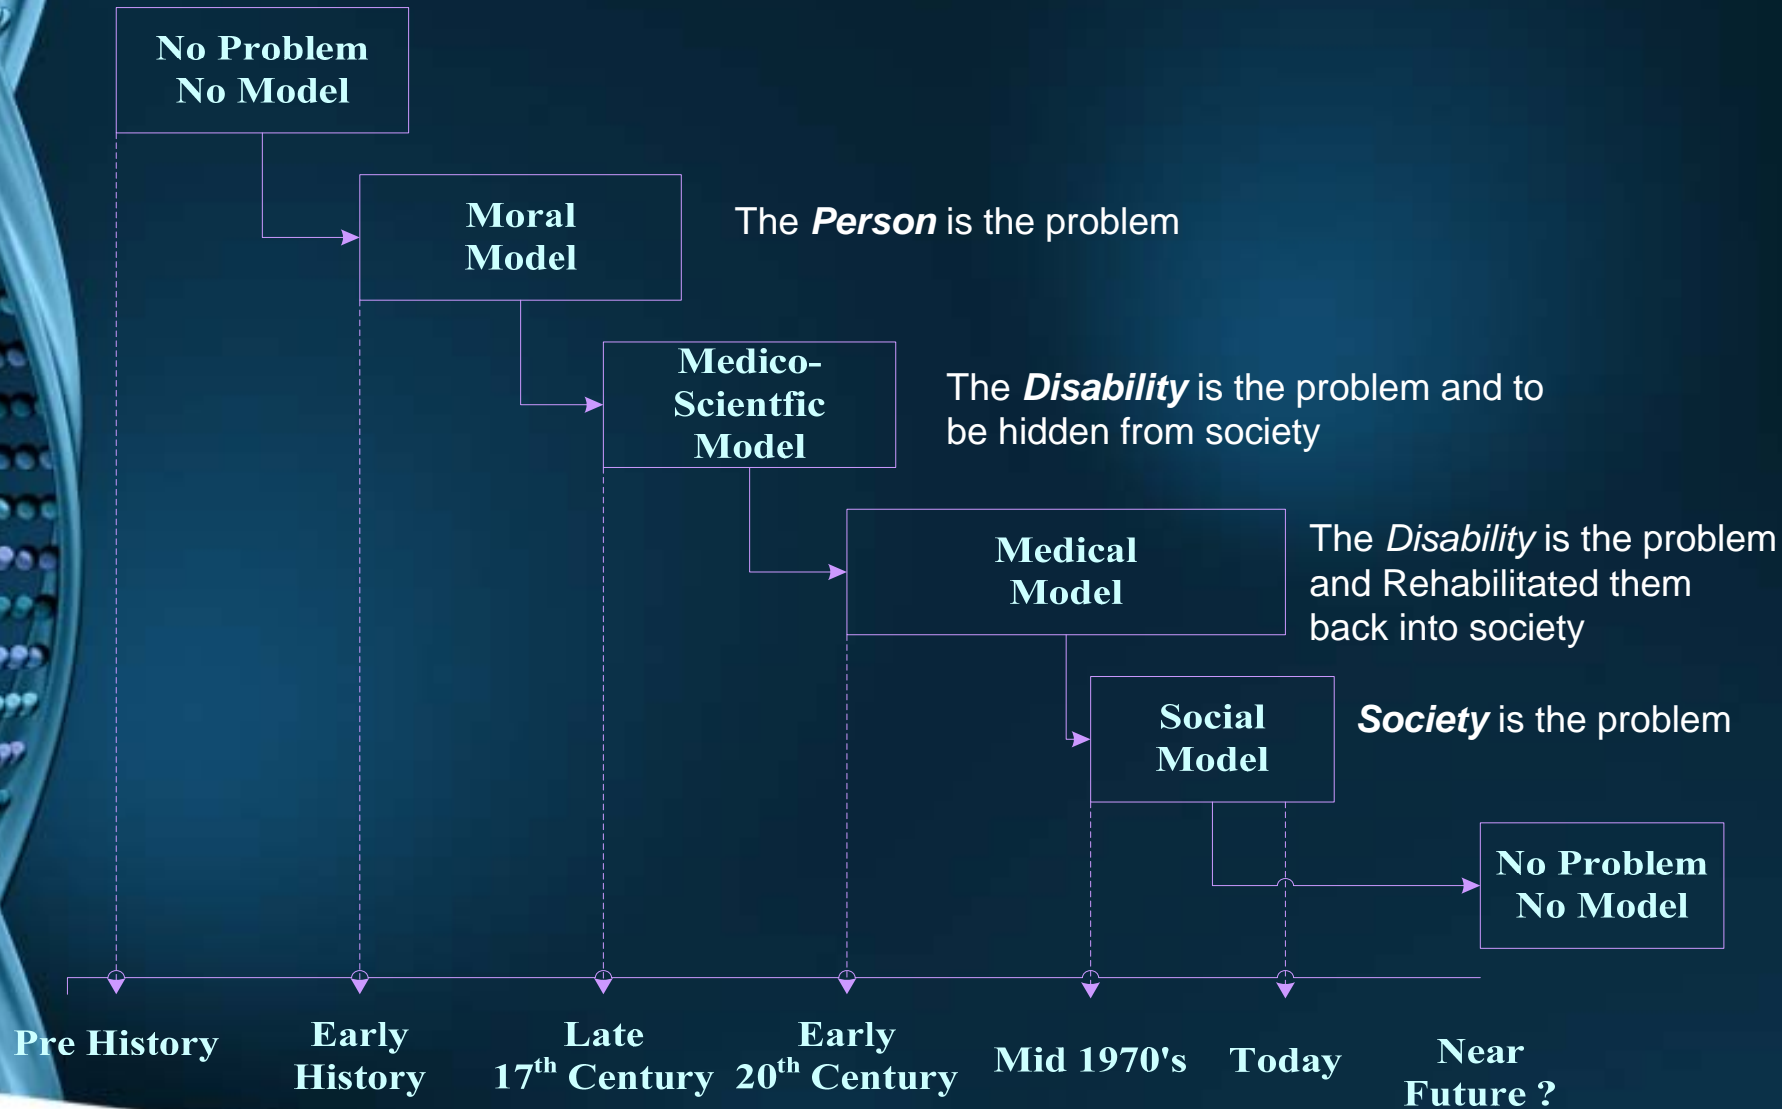 No Problem
No Model
Moral
Model
The Person is the problem
Medico-
Scientfic
Model
The Disability is the problem and to
be hidden from society
Medical
Model
The Disability is the problem
and Rehabilitated them
back into society
Social
Model
Society is the problem
No Problem
No Model
Pre History
Early
History
Late
17th Century
Early
20th Century
Mid 1970's
Today
Near
Future ?